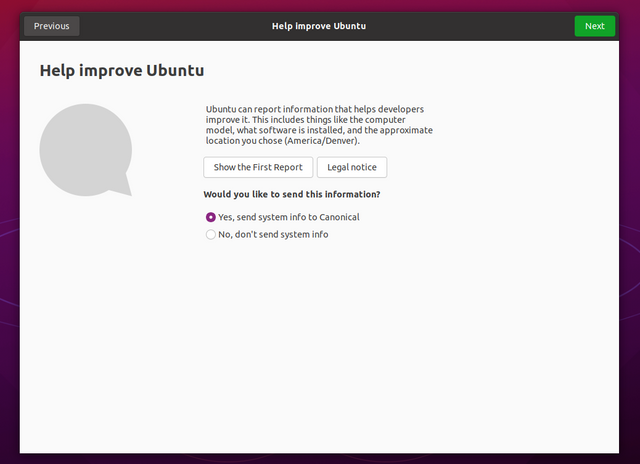 Previous
Help improve Ubuntu
Next
Help improve Ubuntu
Ubuntu can report information that helps developers
improve it. This includes things like the computer
model, what software is installed, and the approximate
location you chose (America/Denver).
Show the First Report
Legal notice
Would you like to send this information?
Yes, send system info to Canonical
No, don't send system info